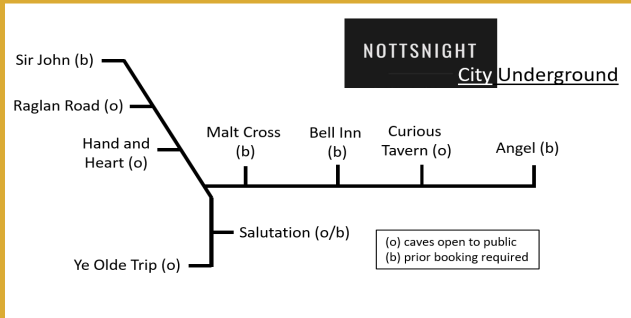 NOTTSNIGHT
City Underground
Sir John (b)
Raglan Road (o)
Hand and
Heart (o)
Malt Cross
(b)
Bell Inn
(b)
Curious
Tavern (o)
Angel (b)
Salutation (o/b)
Ye Olde Trip (o)
(o) caves open to public
(b) prior booking required